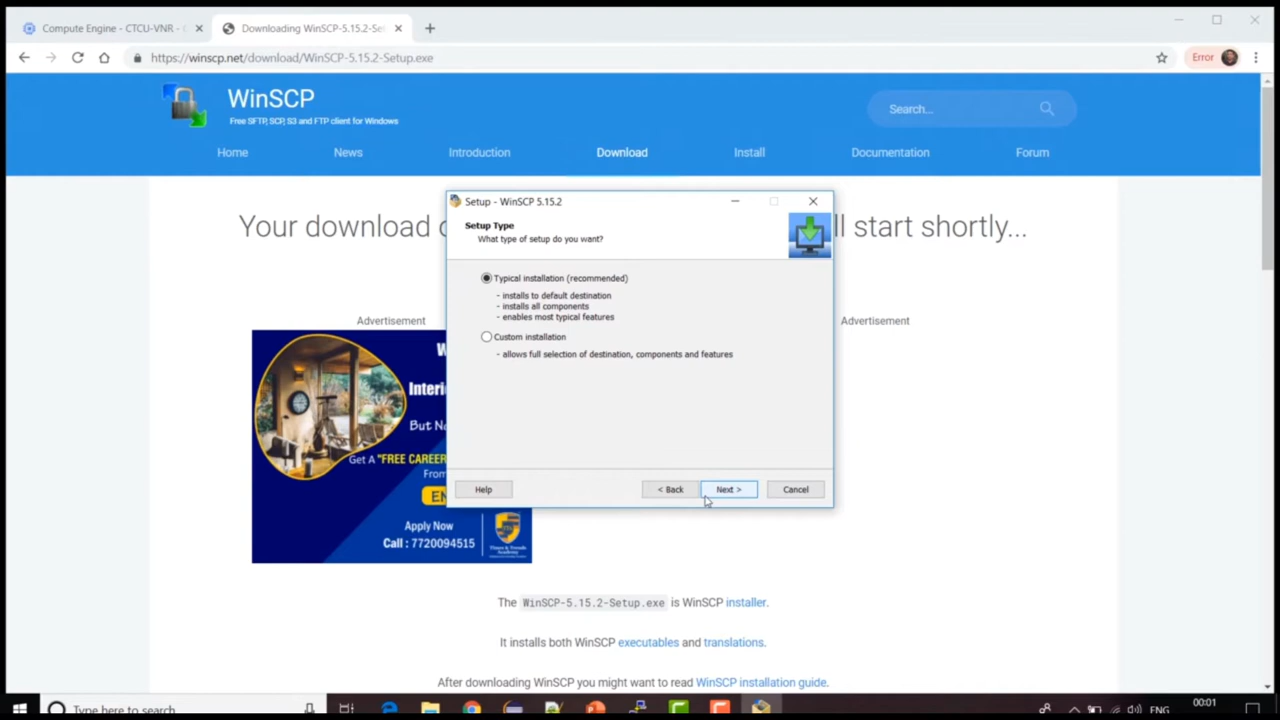 Compute Engine - CTCU-VNR -
Downloading WinSCP-5.15.2-Se
https://winscp.net/download/WinSCP-5.15.2-Setup.exe
Error
WinSCP
Free SFTP, SCP, S3 and FTP client for Windows
Search...
Home
News
Introduction
Download
Install
Documentation
Forum
Your download
ll start shortly...
Setup - WinSCP 5.15.2
Setup Type
What type of setup do you want?
Typical installation (recommended)
- installs to default destination
- installs all components
- enables most typical features
Custom installation
- allows full selection of destination, components and features
Help
< Back
Next >
Cancel
Advertisement
Advertisement
W
Interi
But N
Get A "FREE CAREER
From
EN
Apply Now
Call : 7720094515
The WinSCP-5.15.2-Setup.exe is WinSCP installer.
It installs both WinSCP executables and translations.
After downloading WinSCP you might want to read WinSCP installation guide.
Type here to search
ENG
00:01